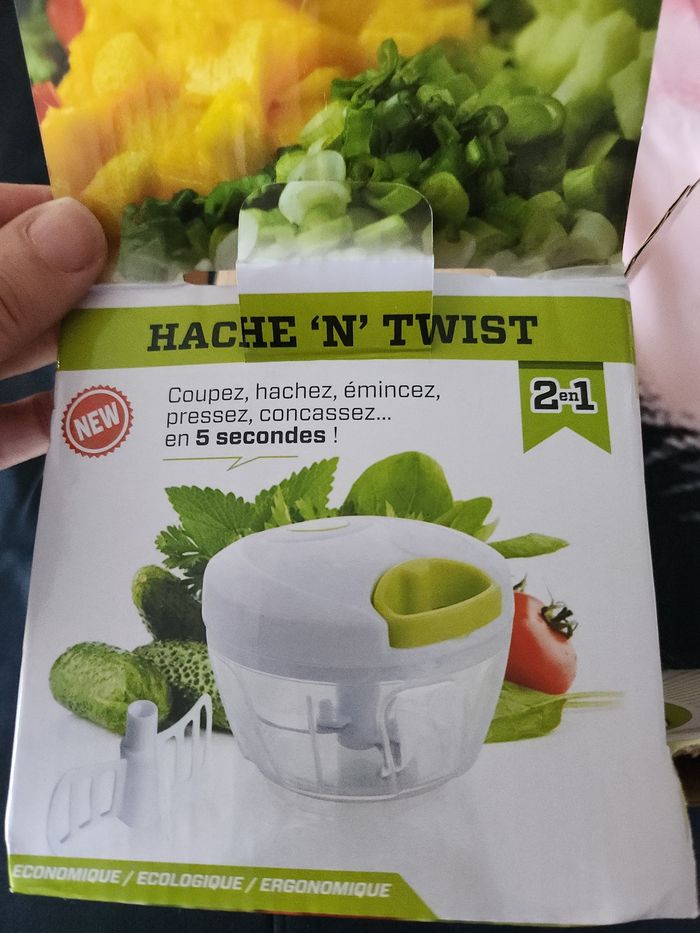 HACHE 'N' TWIST
NEW
Coupez, hachez, émincez,
pressez, concassez...
en 5 secondes !
2en1
ECONOMIQUE / ECOLOGIQUE / ERGONOMIQUE